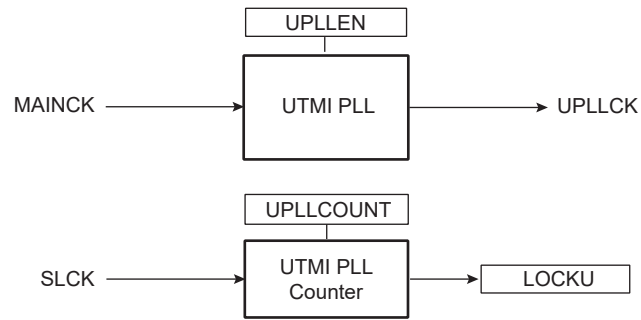 UPLLEN
MAINCK
UTMI PLL
UPLLCK
UPLLCOUNT
SLCK
UTMI PLL
Counter
LOCKU